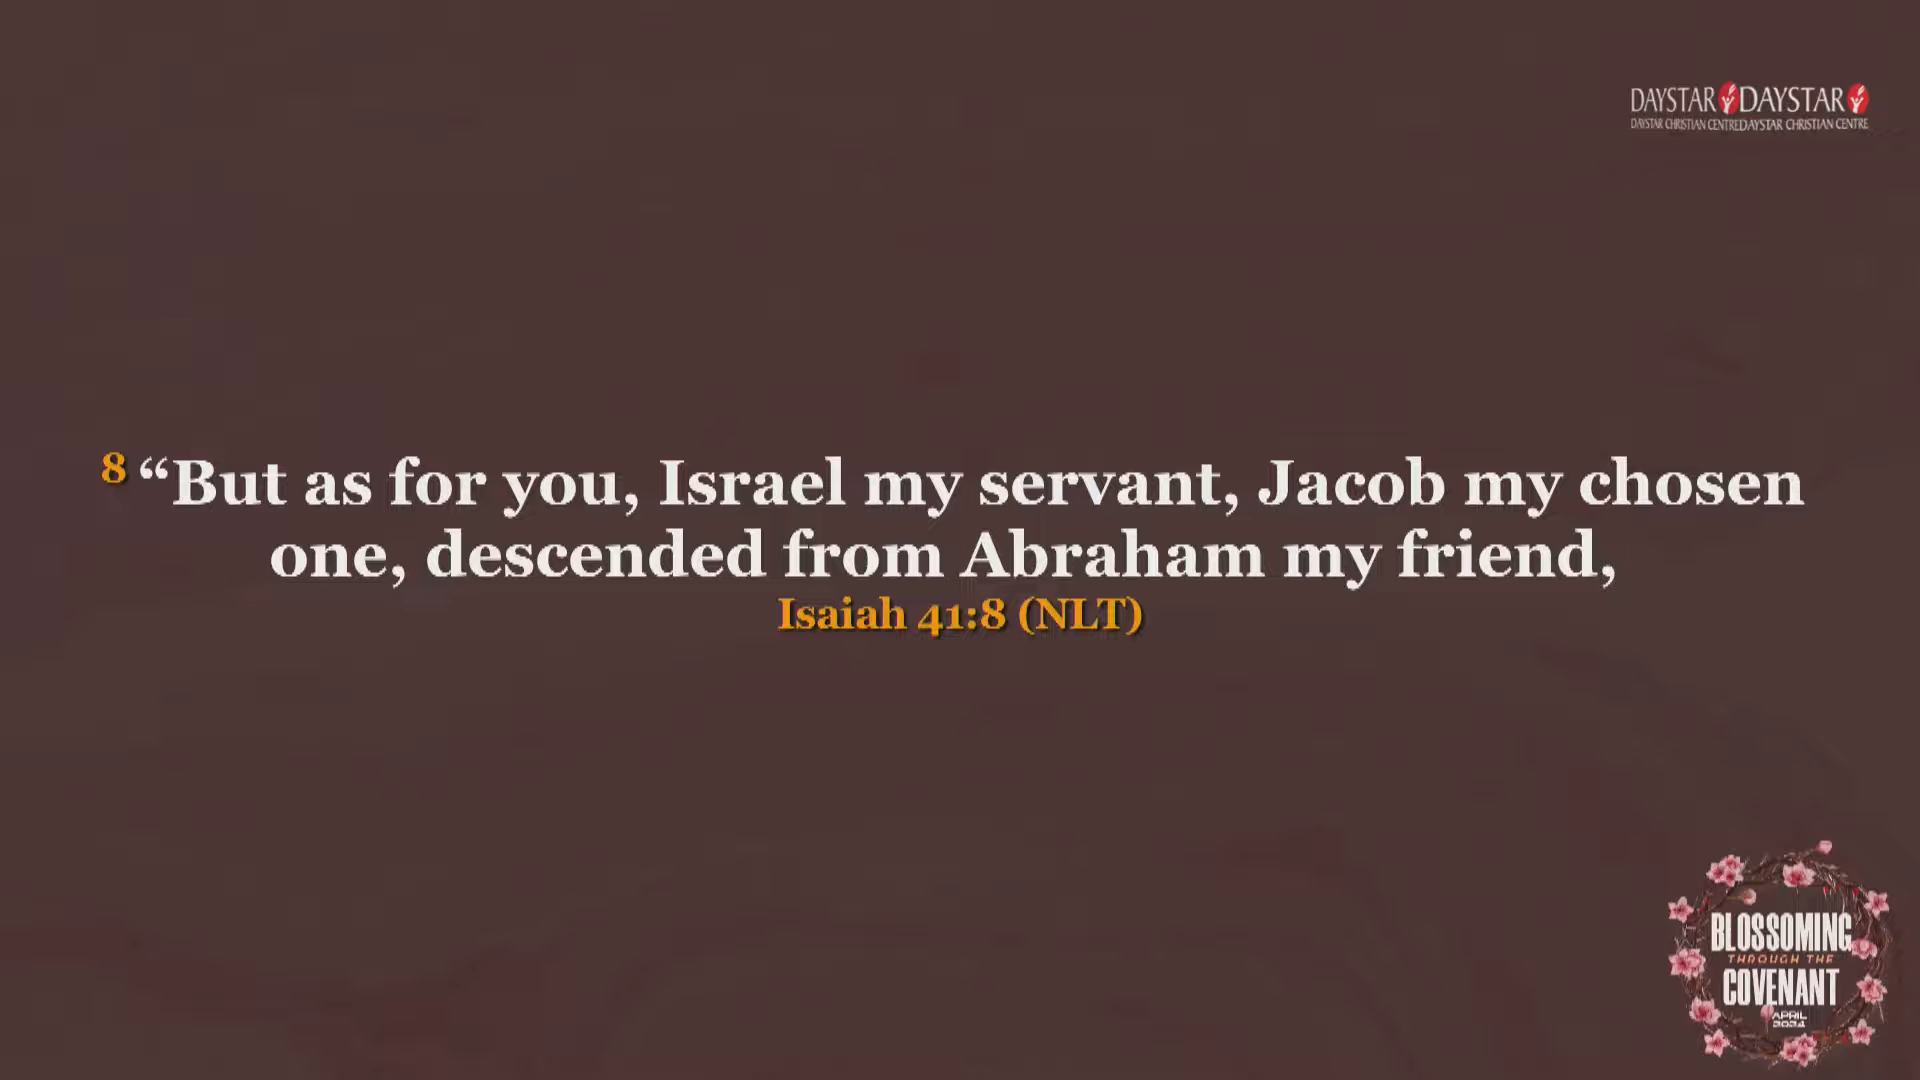 DAYSTAR DAYSTAR
DAYSTAR CHRISTIAN CENTREDAYSTAR CHRISTIAN CENTRE
8 “But as for you, Israel my servant, Jacob my chosen
one, descended from Abraham my friend,
Isaiah 41:8 (NLT)
BLOSSOMING
THROUGH THE
COVENANT
APRIL
2024